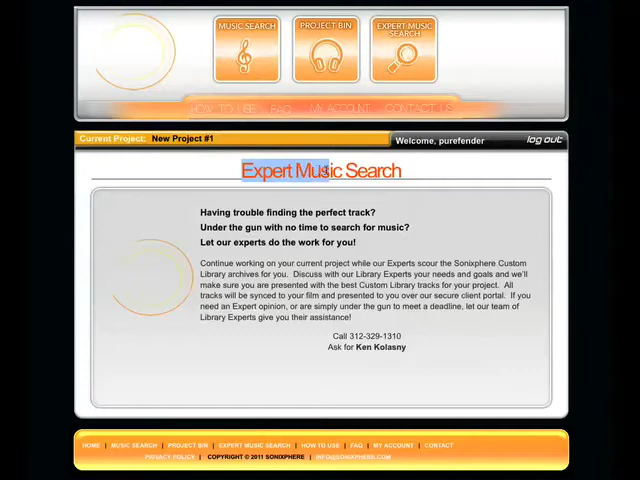 MUSIC SEARCH
PROJECT BIN
EXPERT MUSIC
SEARCH
HOW TO USE FAQ MY ACCOUNT CONTACT US
Current Project: New Project #1
Welcome, purefender
log out
Expert Music Search
Having trouble finding the perfect track?
Under the gun with no time to search for music?
Let our experts do the work for you!
Continue working on your current project while our Experts scour the Sonixphere Custom
Library archives for you. Discuss with our Library Experts your needs and goals and we'll
make sure you are presented with the best Custom Library tracks for your project. All
tracks will be synced to your film and presented to you over our secure client portal. If you
need an Expert opinion, or are simply under the gun to meet a deadline, let our team of
Library Experts give you their assistance!
Call 312-329-1310
Ask for Ken Kolasny
HOME | MUSIC SEARCH | PROJECT BIN | EXPERT MUSIC SEARCH | HOW TO USE | FAQ | MY ACCOUNT | CONTACT
PRIVACY POLICY | COPYRIGHT © 2011 SONIXPHERE | INFO@SONIXPHERE.COM